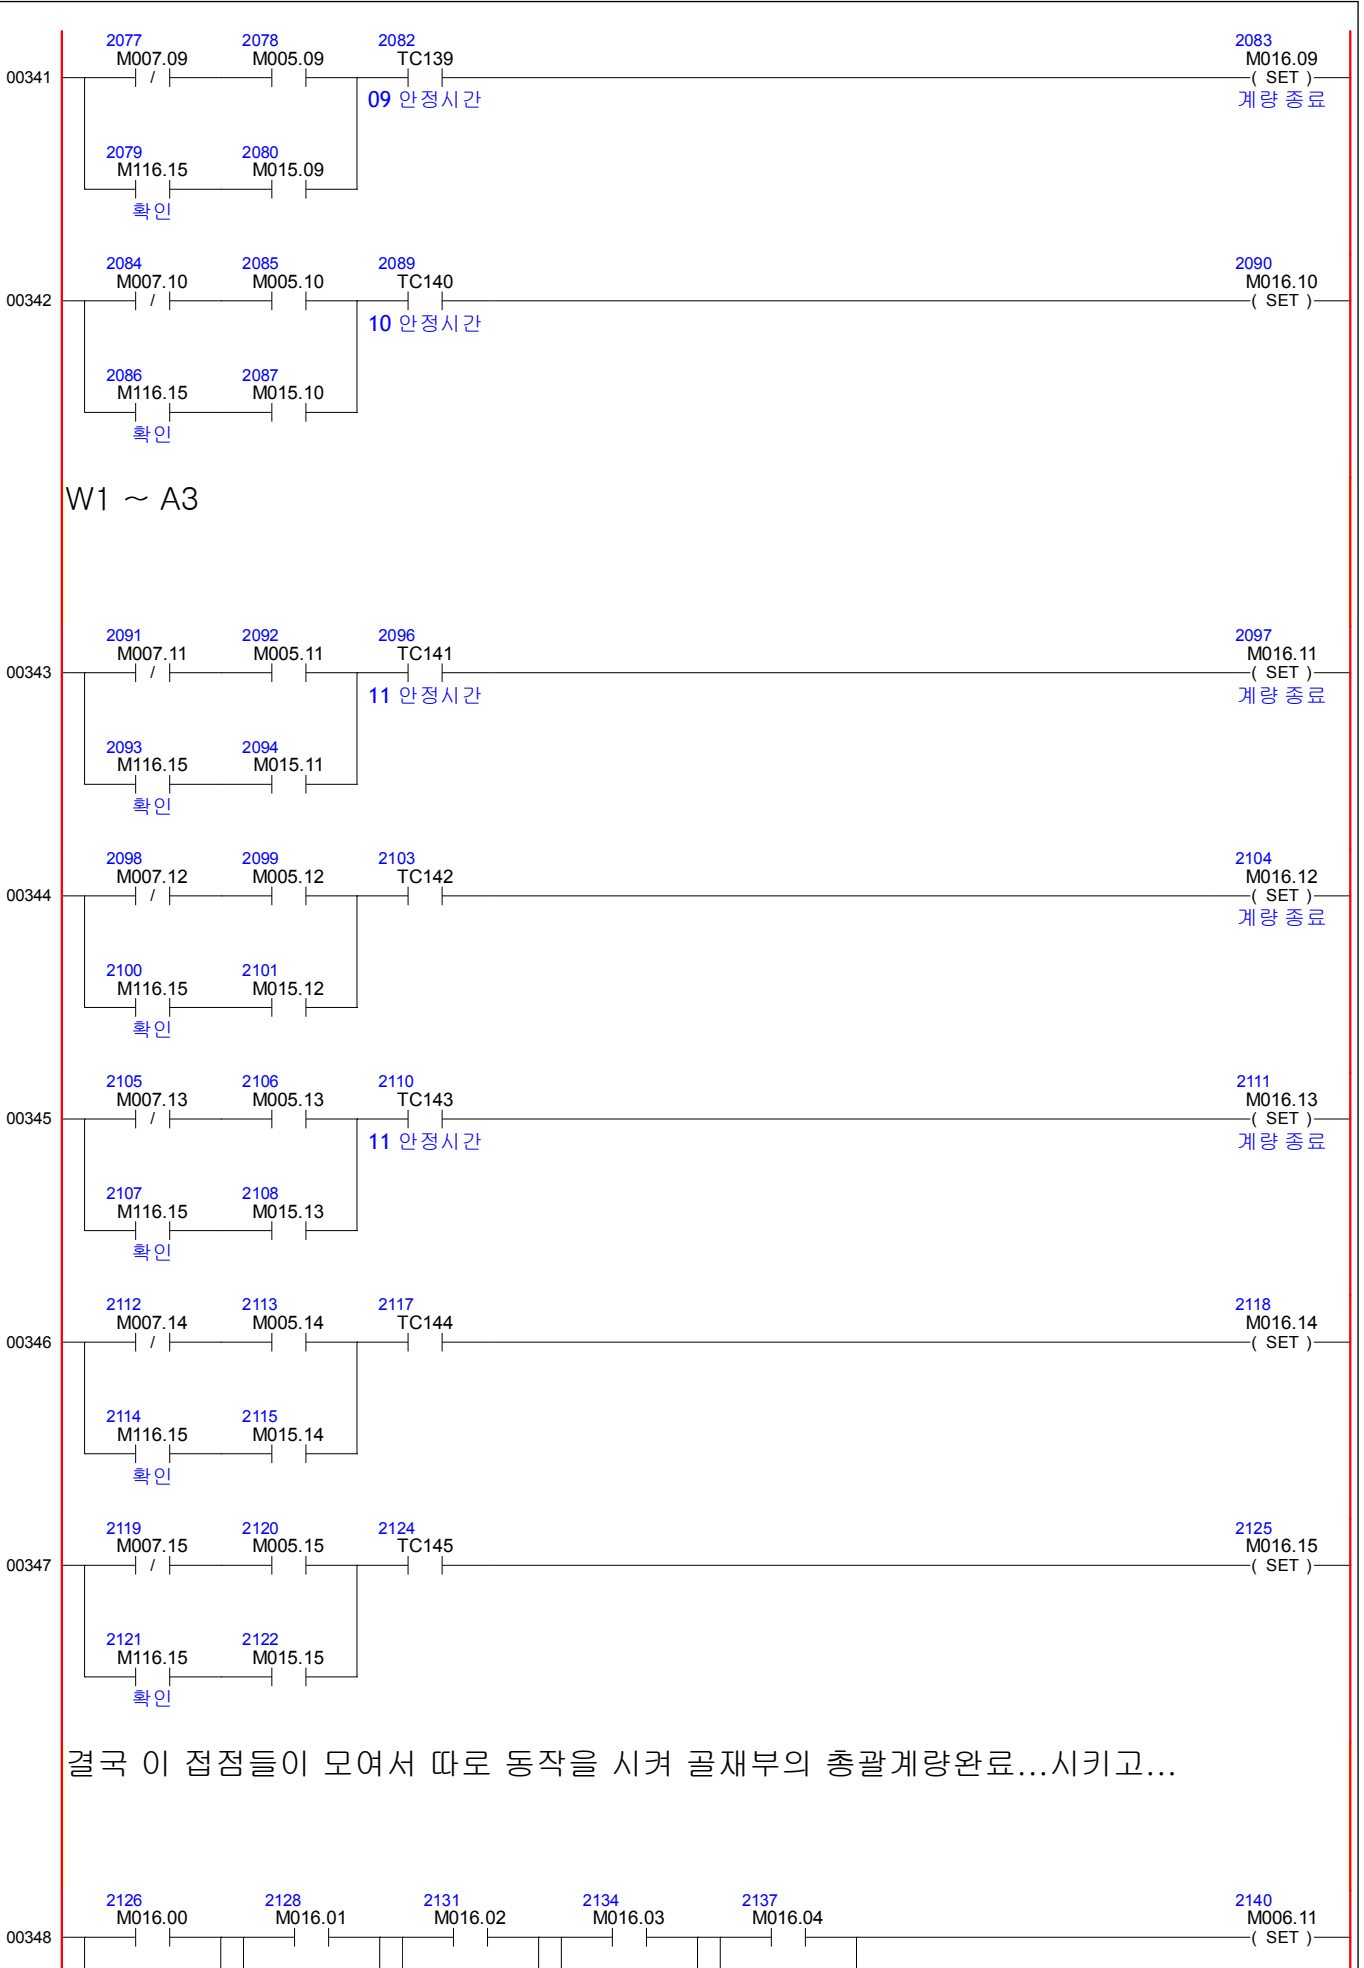 2077 2078 2082 2083
M007.09 M005.09 TC139 M016.09
00341 / ( SET )
09 안정시간 계량 종료
2079 2080
M116.15 M015.09
확인
2084 2085 2089 2090
M007.10 M005.10 TC140 M016.10
00342 / ( SET )
10 안정시간
2086 2087
M116.15 M015.10
확인
W1 ~ A3
2091 2092 2096 2097
M007.11 M005.11 TC141 M016.11
00343 / ( SET )
11 안정시간 계량 종료
2093 2094
M116.15 M015.11
확인
2098 2099 2103 2104
M007.12 M005.12 TC142 M016.12
00344 / ( SET )
계량 종료
2100 2101
M116.15 M015.12
확인
2105 2106 2110 2111
M007.13 M005.13 TC143 M016.13
00345 / ( SET )
11 안정시간 계량 종료
2107 2108
M116.15 M015.13
확인
2112 2113 2117 2118
M007.14 M005.14 TC144 M016.14
00346 / ( SET )
2114 2115
M116.15 M015.14
확인
2119 2120 2124 2125
M007.15 M005.15 TC145 M016.15
00347 / ( SET )
2121 2122
M116.15 M015.15
확인
결국 이 접점들이 모여서 따로 동작을 시켜 골재부의 총괄계량완료...시키고...
2126 2128 2131 2134 2137 2140
M016.00 M016.01 M016.02 M016.03 M016.04 M006.11
00348 ( SET )